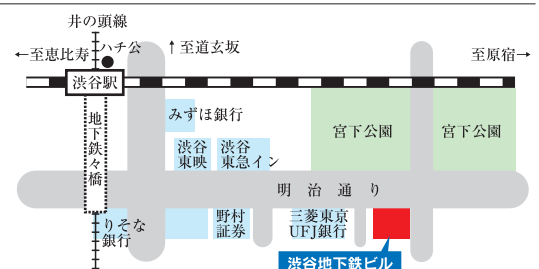 井の頭線
←至恵比寿
ハチ公
↑至道玄坂
至原宿→
渋谷駅
みずほ銀行
地下鉄々橋
渋谷
東映
渋谷
東急イン
宮下公園
宮下公園
明治通り
りそな
銀行
野村
証券
三菱東京
UFJ銀行
渋谷地下鉄ビル